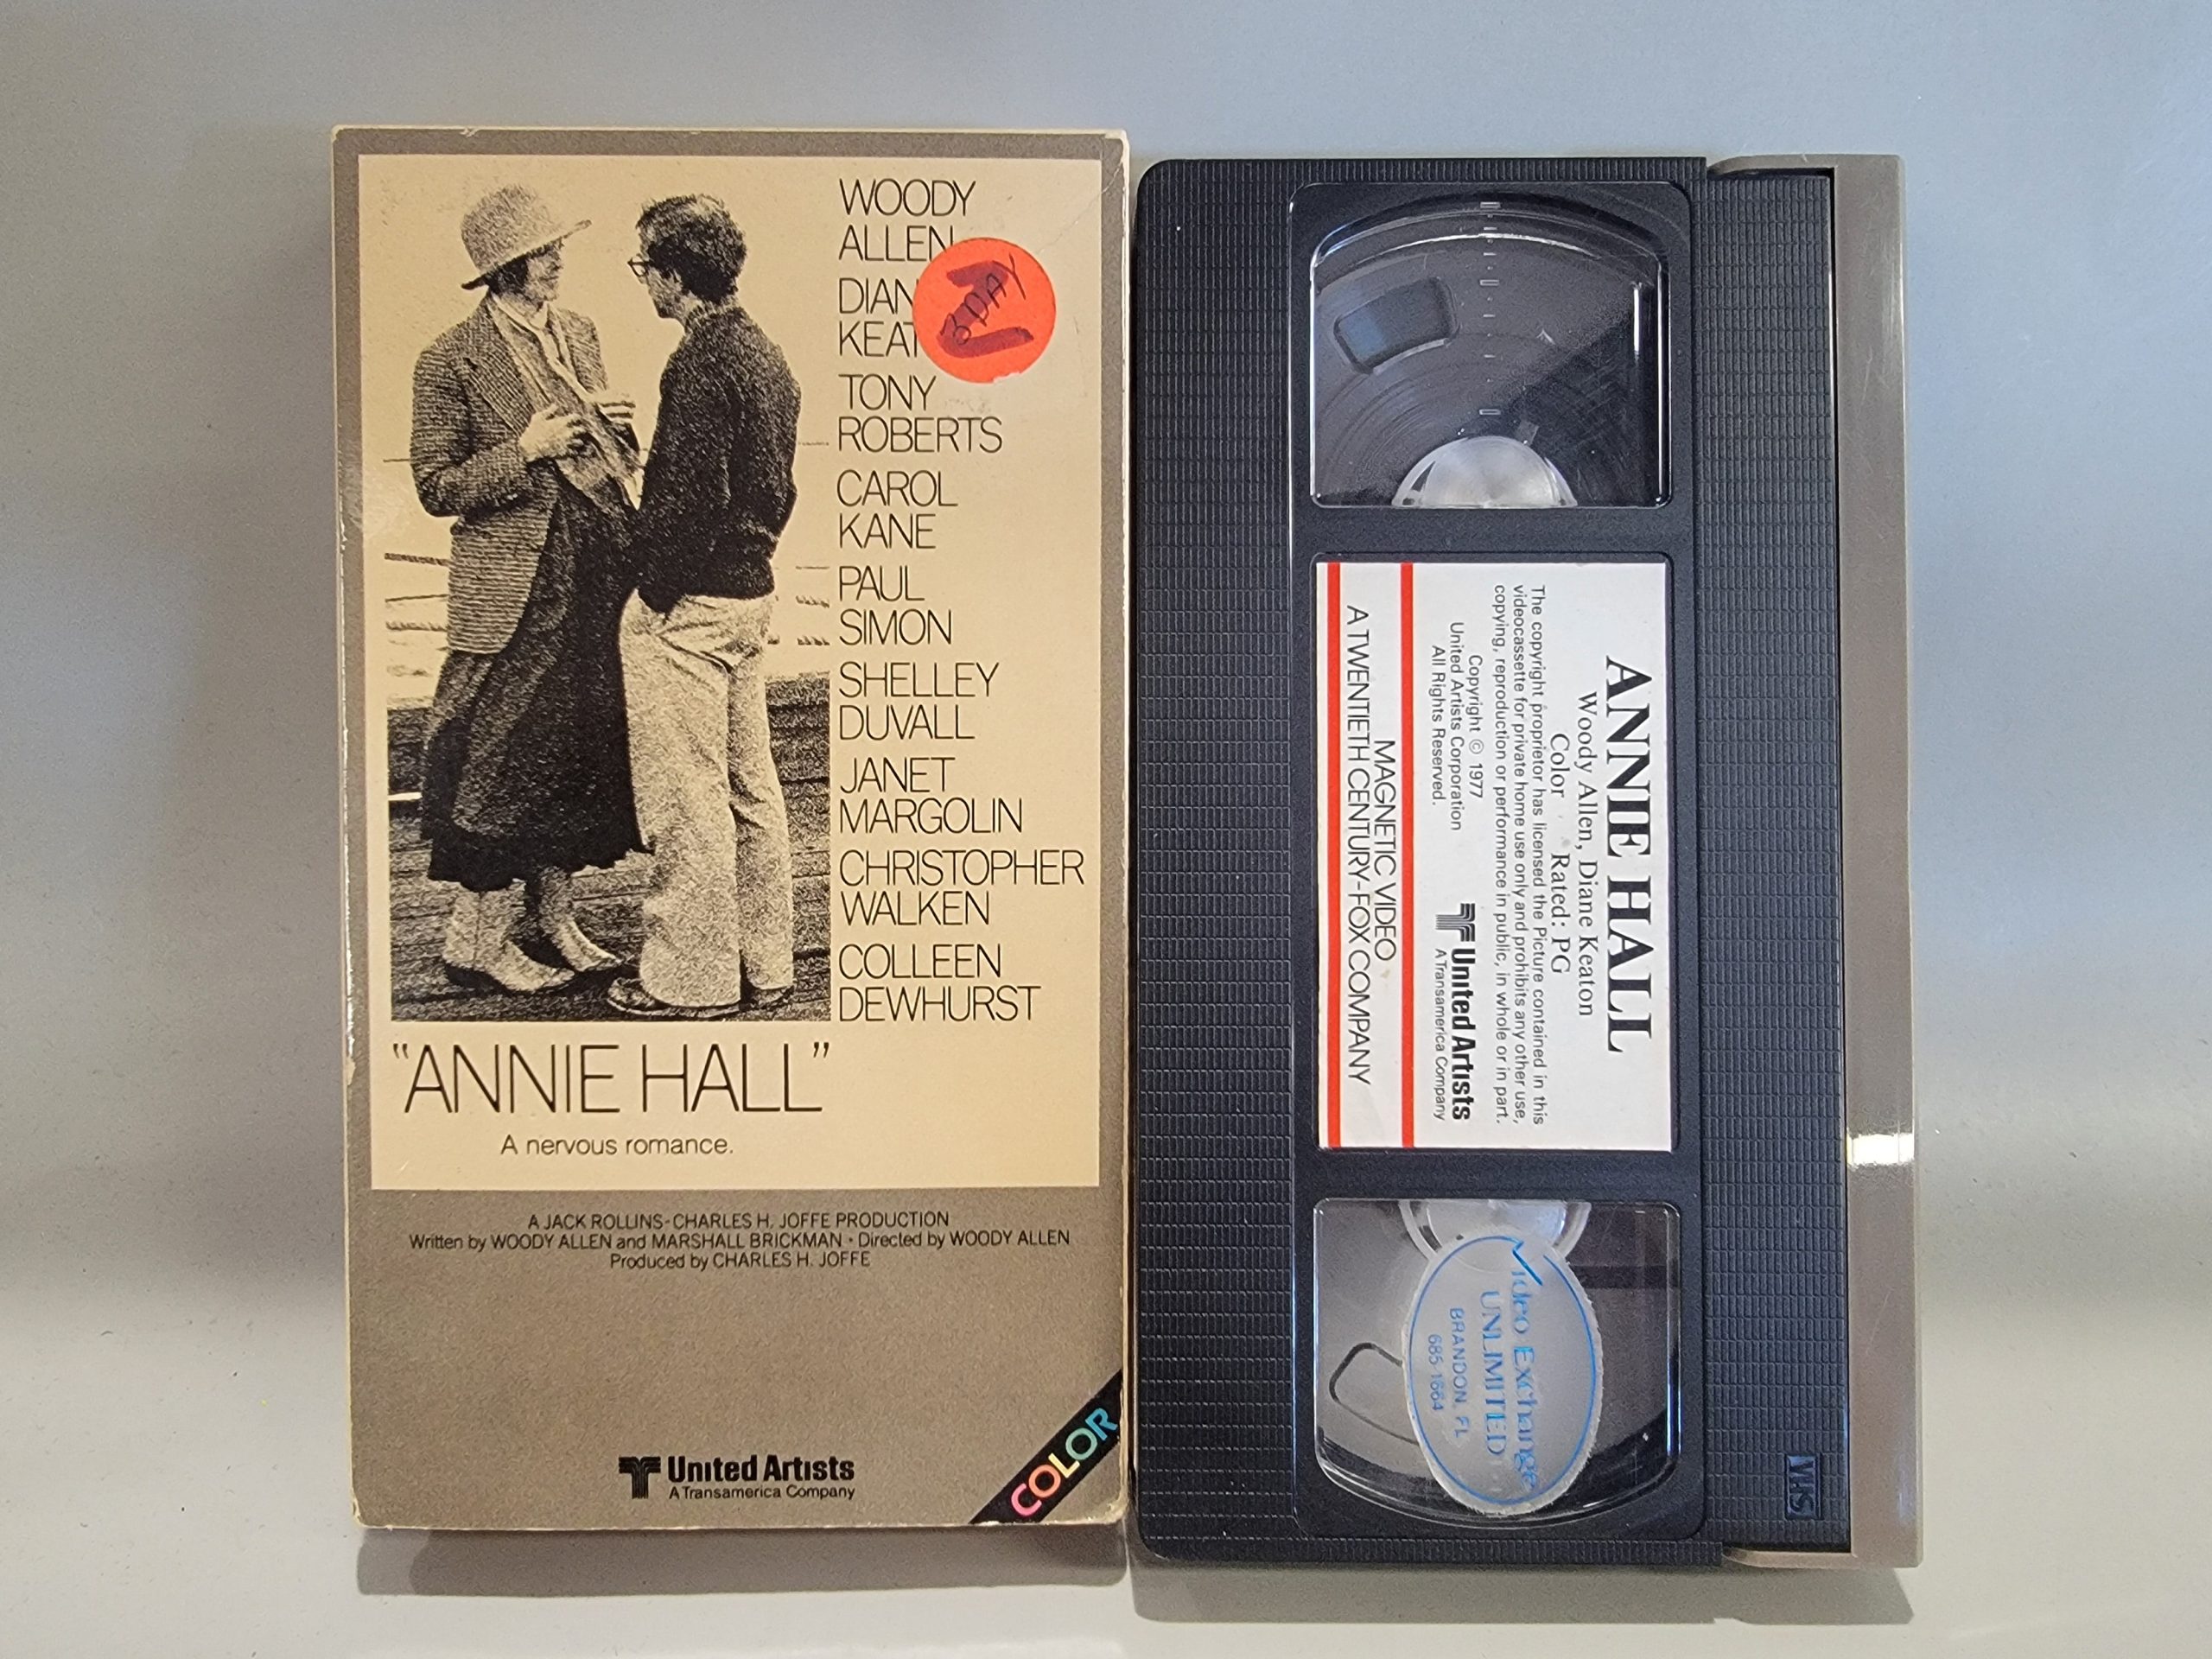 WOODY
ALLEN
DIAN
KEAT
TONY
ROBERTS
CAROL
KANE
PAUL
SIMON
SHELLEY
DUVALL
JANET
MARGOLIN
CHRISTOPHER
WALKEN
COLLEEN
DEWHURST
2
3 DAY
"ANNIE HALL"
A nervous romance.
A JACK ROLLINS-CHARLES H. JOFFE PRODUCTION
Written by WOODY ALLEN and MARSHALL BRICKMAN • Directed by WOODY ALLEN
Produced by CHARLES H. JOFFE
United Artists
A Transamerica Company
COLOR
ANNIE HALL
Woody Allen, Diane Keaton
Color Rated: PG
The copyright proprietor has licensed the Picture contained in this
videocassette for private home use only and prohibits any other use,
copying, reproduction or performance in public, in whole or in part.
Copyright © 1977
United Artists Corporation
All Rights Reserved.
United Artists
A Transamerica Company
MAGNETIC VIDEO
A TWENTIETH CENTURY-FOX COMPANY
Video Exchange
UNLIMITED
BRANDON, FL
685-1664
VHS